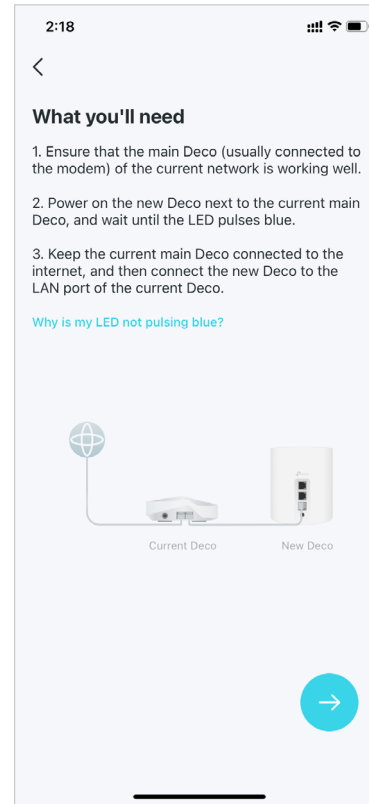 2:18
What you'll need
1. Ensure that the main Deco (usually connected to
the modem) of the current network is working well.
2. Power on the new Deco next to the current main
Deco, and wait until the LED pulses blue.
3. Keep the current main Deco connected to the
internet, and then connect the new Deco to the
LAN port of the current Deco.
Why is my LED not pulsing blue?
Current Deco
New Deco